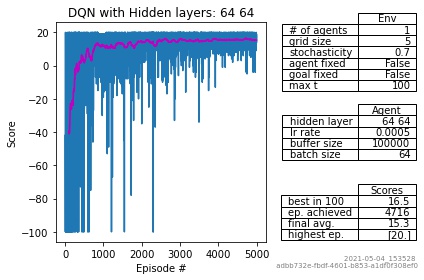 DQN with Hidden layers: 64 64
20
0
−20
−40
−60
−80
−100
Score
0
1000
2000
3000
4000
5000
Episode #
Env
# of agents 1
grid size 5
stochasticity 0.7
agent fixed False
goal fixed False
max t 100
Agent
hidden layer 64 64
lr rate 0.0005
buffer size 100000
batch size 64
Scores
best in 100 16.5
ep. achieved 4716
final avg. 15.3
highest ep. [20.]
2021-05-04_153528
adbb732e-fbdf-4601-b853-a1df0f308ef0